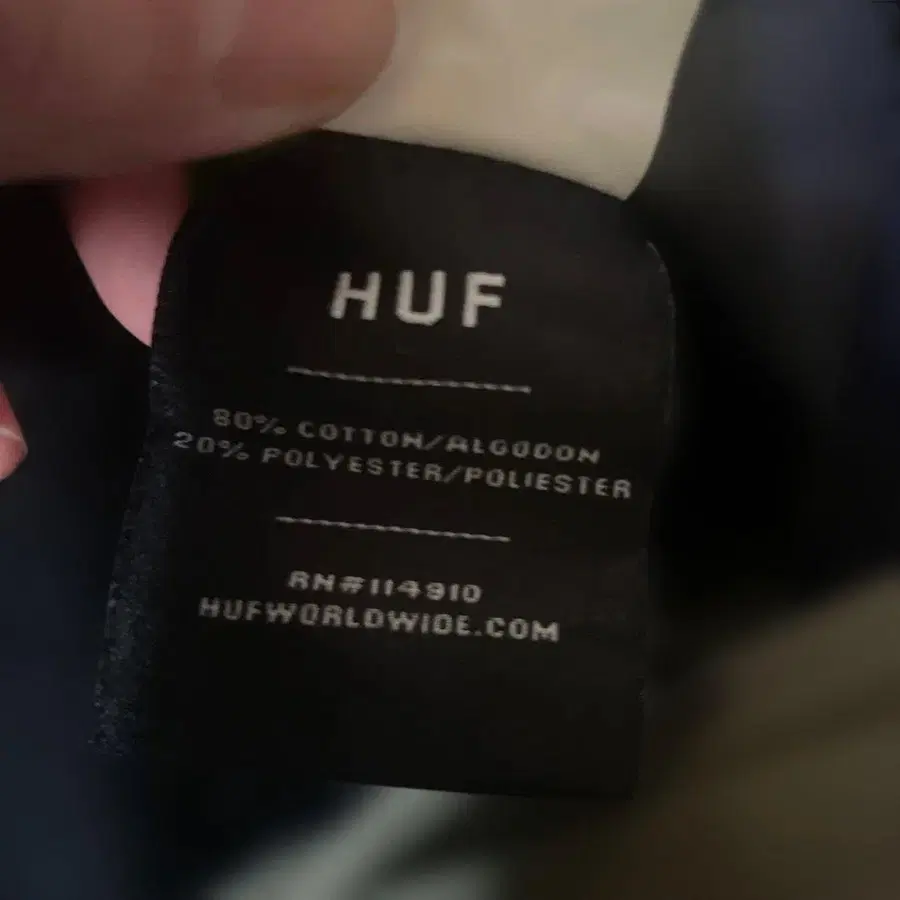 HUF
80% COTTON/ALGODON
20% POLYESTER/POLIESTER
RN#114910
HUFWORLDWIDE.COM